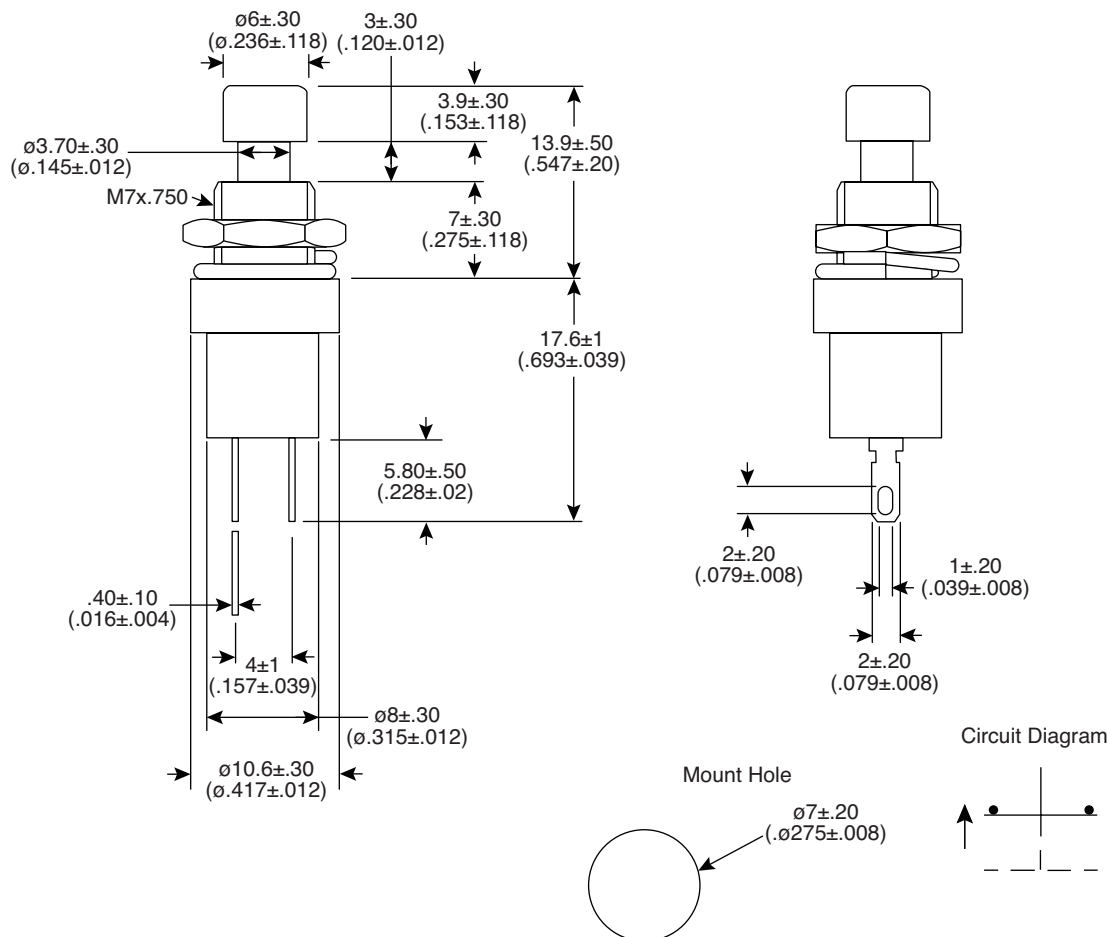 ø6±.30
(ø.236±.118)
3±.30
(.120±.012)
3.9±.30
(.153±.118)
13.9±.50
(.547±.20)
ø3.70±.30
(ø.145±.012)
M7x.750
7±.30
(.275±.118)
17.6±1
(.693±.039)
5.80±.50
(.228±.02)
.40±.10
(.016±.004)
4±1
(.157±.039)
ø8±.30
(ø.315±.012)
ø10.6±.30
(ø.417±.012)
2±.20
(.079±.008)
1±.20
(.039±.008)
2±.20
(.079±.008)
Circuit Diagram
Mount Hole
ø7±.20
(.ø275±.008)